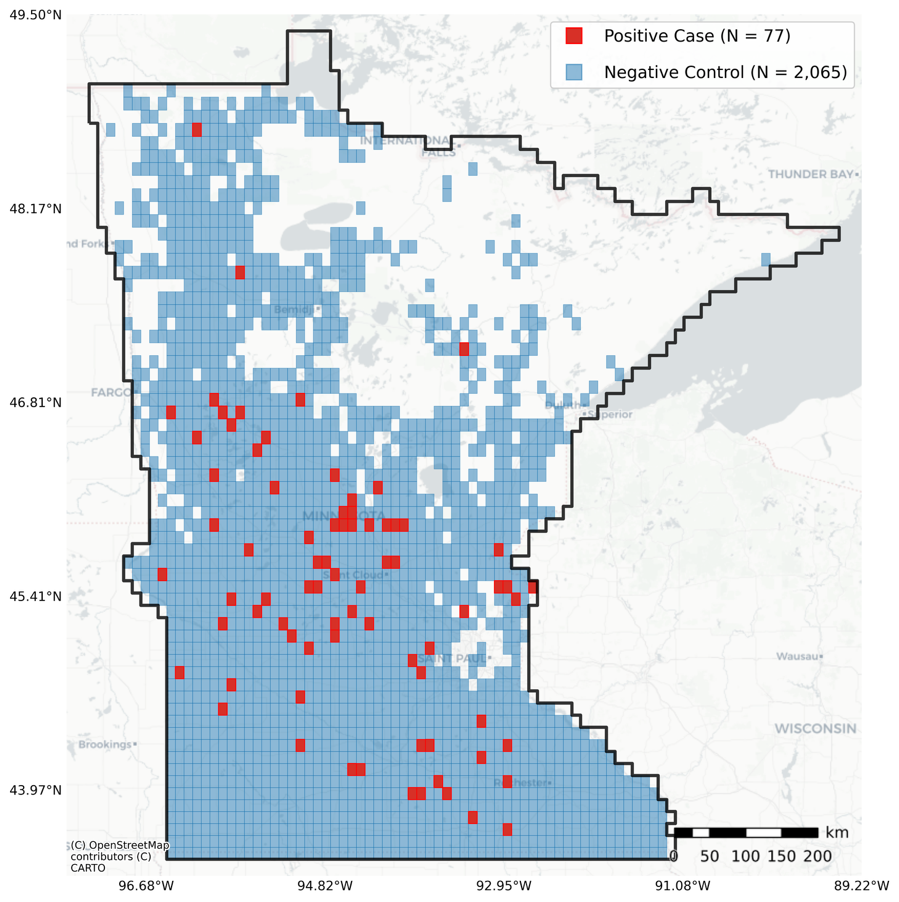 49.50°N
Positive Case (N = 77)
Negative Control (N = 2,065)
INTERNATIONAL
FALLS
THUNDER BAY
48.17°N
nd Forks
Bemidji
46.81°N
FARGO
Duluth
Superior
MINNESOTA
Saint Cloud
45.41°N
SAINT PAUL
Wausau
WISCONSIN
Brookings
43.97°N
Rochester
km
0 50 100 150 200
(C) OpenStreetMap
contributors (C)
CARTO
96.68°W 94.82°W 92.95°W 91.08°W 89.22°W